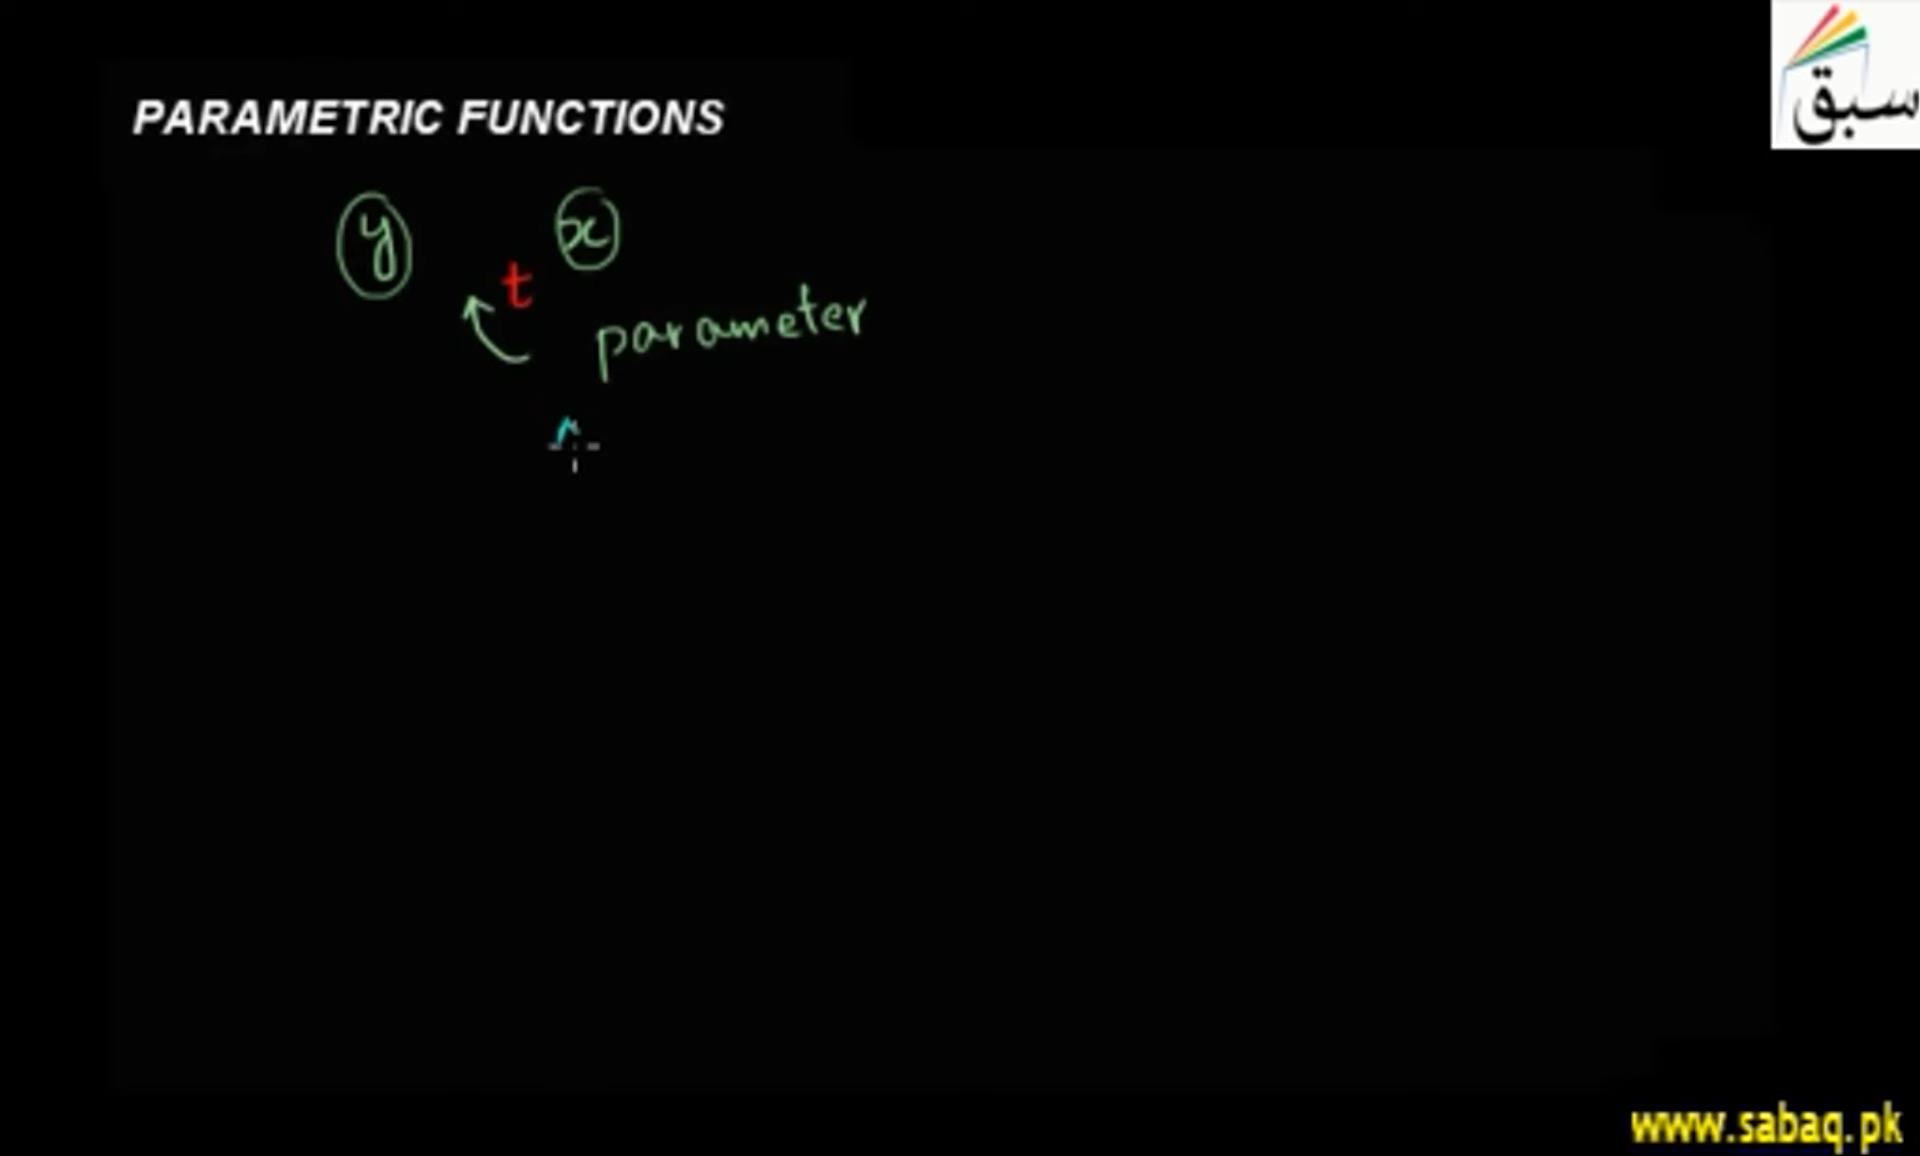 سبق
PARAMETRIC FUNCTIONS
y x
t
parameter
www.sabaq.pk